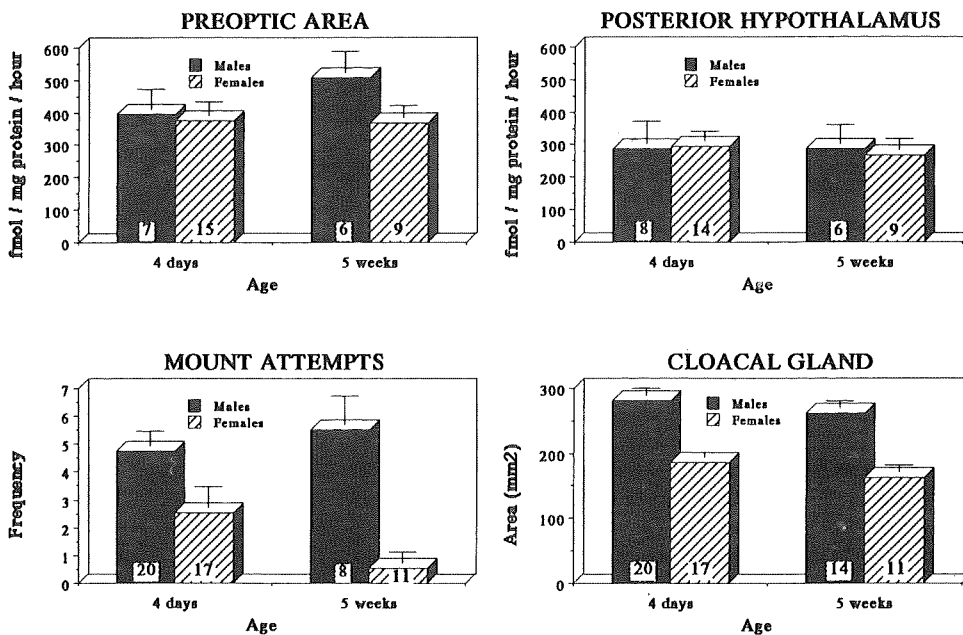 PREOPTIC AREA
fmol / mg protein / hour
600
500
400
300
200
100
0
Males
Females
7
15
6
9
4 days
5 weeks
Age
POSTERIOR HYPOTHALAMUS
fmol / mg protein / hour
600
500
400
300
200
100
0
Males
Females
8
14
6
9
4 days
5 weeks
Age
MOUNT ATTEMPTS
Frequency
7
6
5
4
3
2
1
0
Males
Females
20
17
8
11
4 days
5 weeks
Age
CLOACAL GLAND
Area (mm2)
300
200
100
0
Males
Females
20
17
14
11
4 days
5 weeks
Age